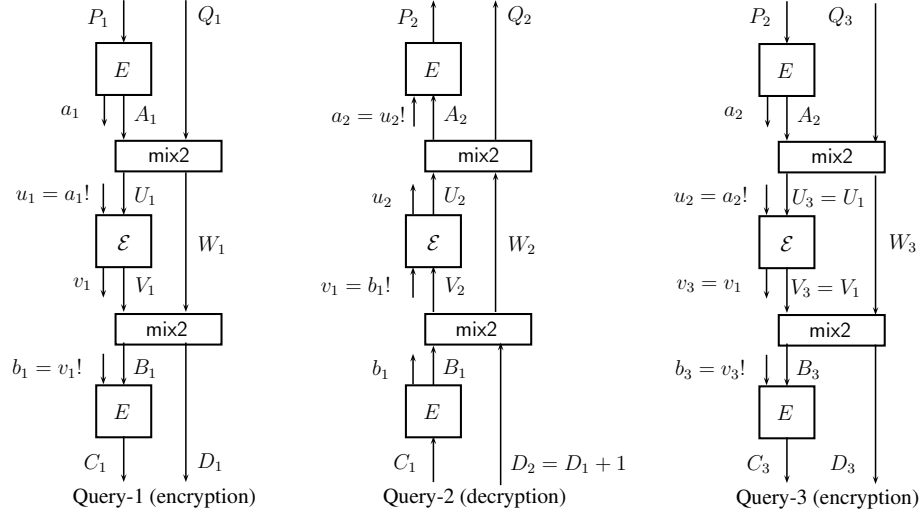 P₁ Q₁ P₂ Q₂ P₂ Q₃
E E E
a₁ A₁ a₂ = u₂! A₂ a₂ A₂
mix2 mix2 mix2
u₁ = a₁! U₁ u₂ U₂ u₂ = a₂! U₃ = U₁
ℰ W₁ ℰ W₂ ℰ W₃
v₁ V₁ v₁ = b₁! V₂ v₃ = v₁ V₃ = V₁
mix2 mix2 mix2
b₁ = v₁! B₁ b₁ B₁ b₃ = v₃! B₃
E E E
C₁ D₁ C₁ D₂ = D₁ + 1 C₃ D₃
Query-1 (encryption) Query-2 (decryption) Query-3 (encryption)